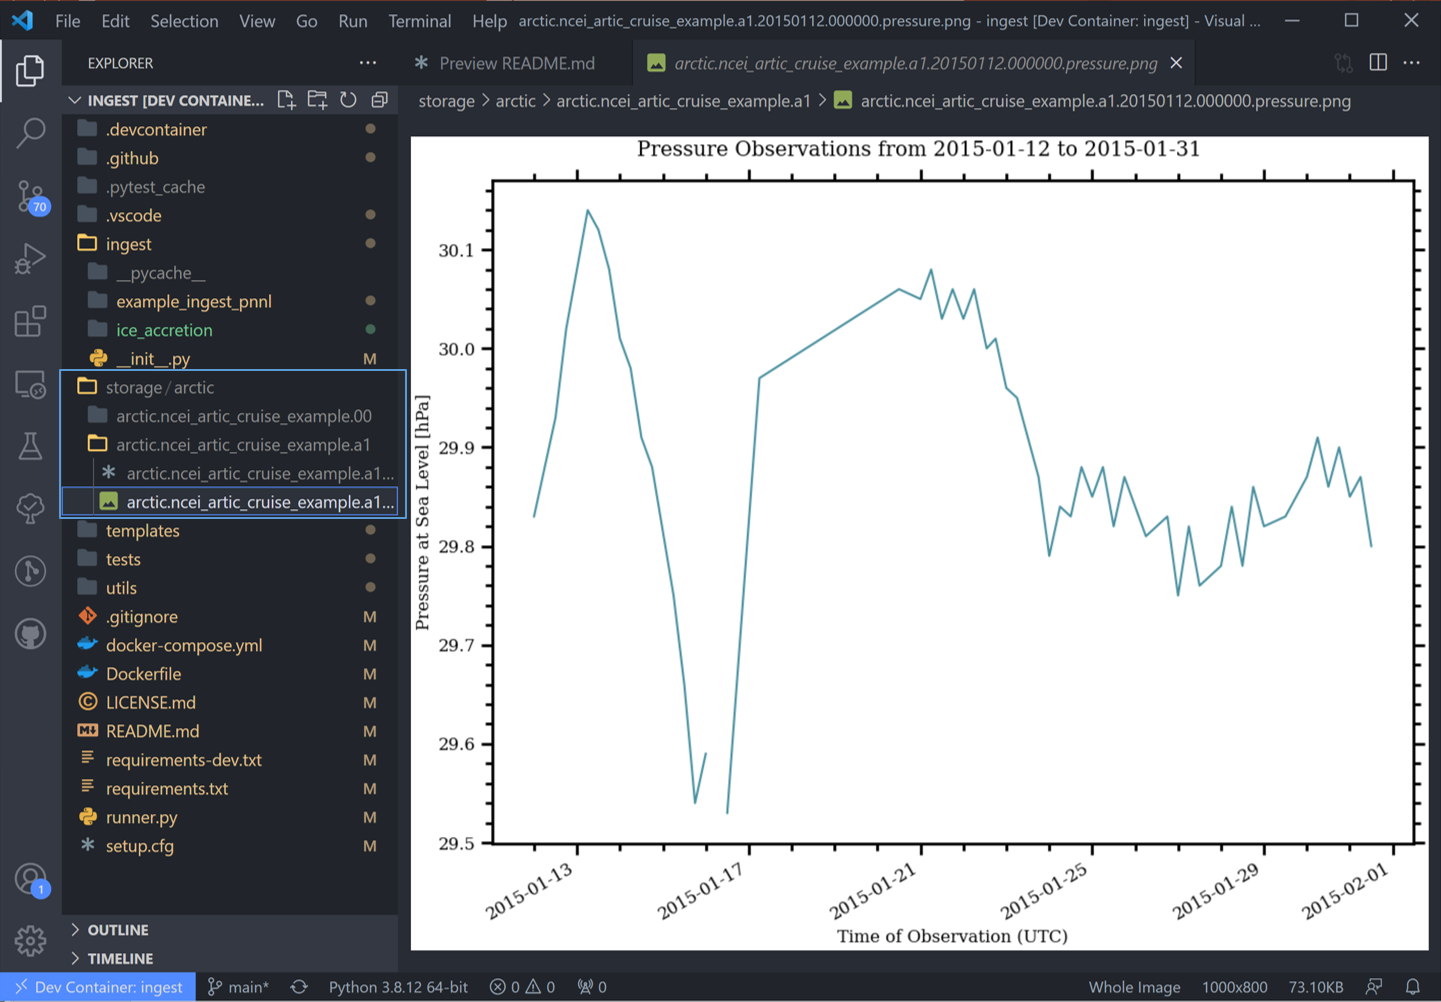 File Edit Selection View Go Run Terminal Help arctic.ncei_artic_cruise_example.a1.20150112.000000.pressure.png - ingest [Dev Container: ingest] - Visual ...
EXPLORER
Preview README.md
arctic.ncei_artic_cruise_example.a1.20150112.000000.pressure.png
INGEST [DEV CONTAINE...
storage > arctic > arctic.ncei_artic_cruise_example.a1 > arctic.ncei_artic_cruise_example.a1.20150112.000000.pressure.png
.devcontainer
.github
.pytest_cache
.vscode
ingest
__pycache__
example_ingest_pnnl
ice_accretion
__init__.py M
storage / arctic
arctic.ncei_artic_cruise_example.00
arctic.ncei_artic_cruise_example.a1
arctic.ncei_artic_cruise_example.a1...
arctic.ncei_artic_cruise_example.a1...
templates
tests
utils
.gitignore M
docker-compose.yml M
Dockerfile M
LICENSE.md M
README.md M
requirements-dev.txt M
requirements.txt M
runner.py M
setup.cfg M
OUTLINE
TIMELINE
70
1
Pressure Observations from 2015-01-12 to 2015-01-31
Pressure at Sea Level [hPa]
30.1
30.0
29.9
29.8
29.7
29.6
29.5
2015-01-13
2015-01-17
2015-01-21
2015-01-25
2015-01-29
2015-02-01
Time of Observation (UTC)
Dev Container: ingest main* Python 3.8.12 64-bit 0 0 0 Whole Image 1000x800 73.10KB